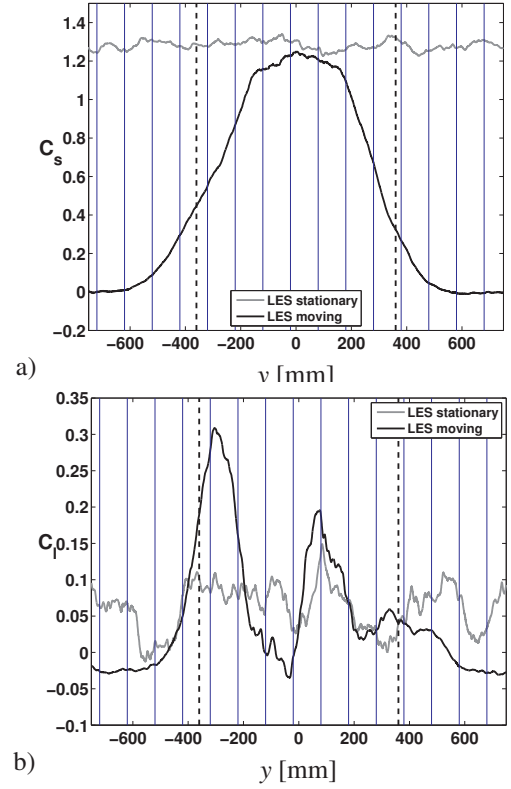 1.4
1.2
1
0.8
0.6
0.4
0.2
0
−0.2
C_s
LES stationary
LES moving
−600 −400 −200 0 200 400 600
a)
y [mm]
0.35
0.3
0.25
0.2
0.15
0.1
0.05
0
−0.05
−0.1
C_l
LES stationary
LES moving
−600 −400 −200 0 200 400 600
b)
y [mm]